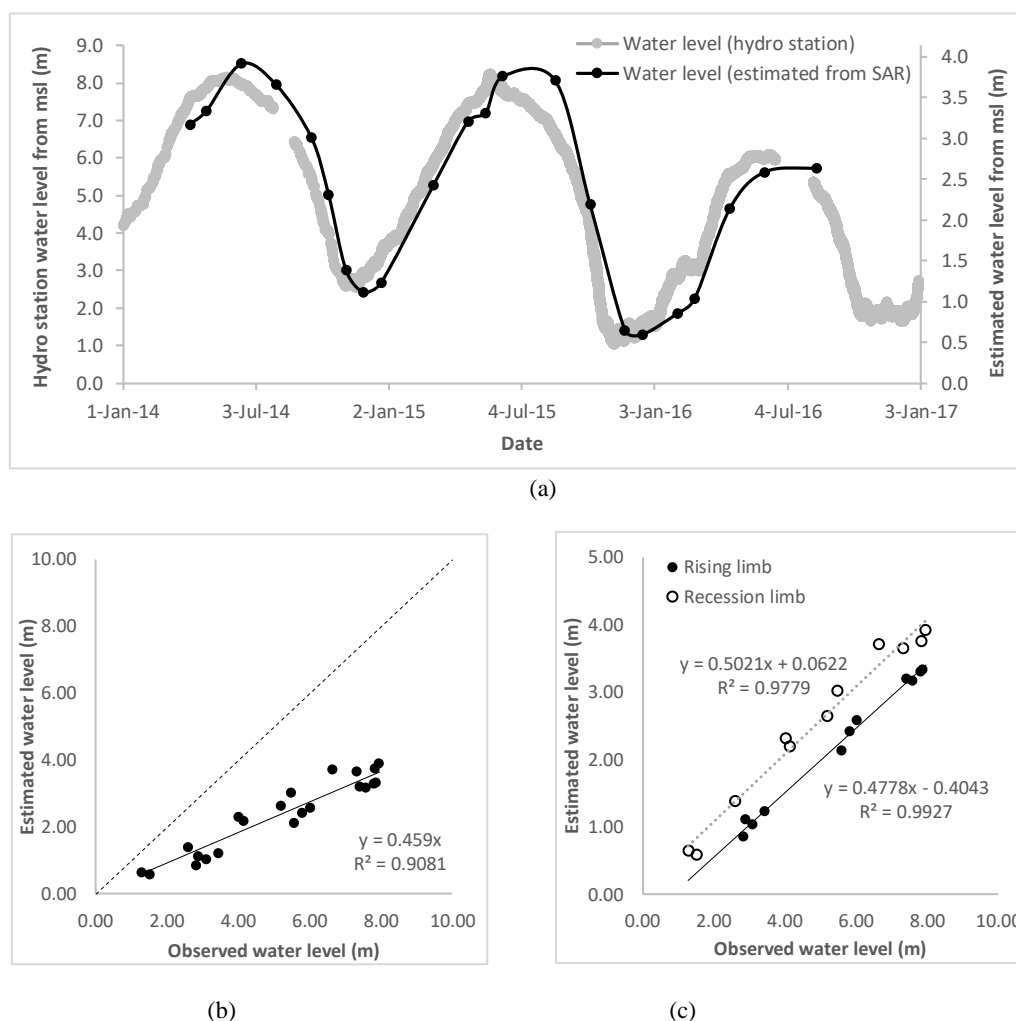 Water level (hydro station)
Water level (estimated from SAR)
Hydro station water level from msl (m)
9.0
8.0
7.0
6.0
5.0
4.0
3.0
2.0
1.0
0.0
4.0
3.5
3.0
2.5
2.0
1.5
1.0
0.5
0.0
Estimated water level from msl (m)
1-Jan-14 3-Jul-14 2-Jan-15 4-Jul-15 3-Jan-16 4-Jul-16 3-Jan-17
Date
(a)
Estimated water level (m)
10.00
8.00
6.00
4.00
2.00
0.00
y = 0.459x
R² = 0.9081
0.00 2.00 4.00 6.00 8.00 10.00
Observed water level (m)
(b)
Estimated water level (m)
5.00
4.00
3.00
2.00
1.00
0.00
Rising limb
Recession limb
y = 0.5021x + 0.0622
R² = 0.9779
y = 0.4778x - 0.4043
R² = 0.9927
0.00 2.00 4.00 6.00 8.00 10.00
Observed water level (m)
(c)